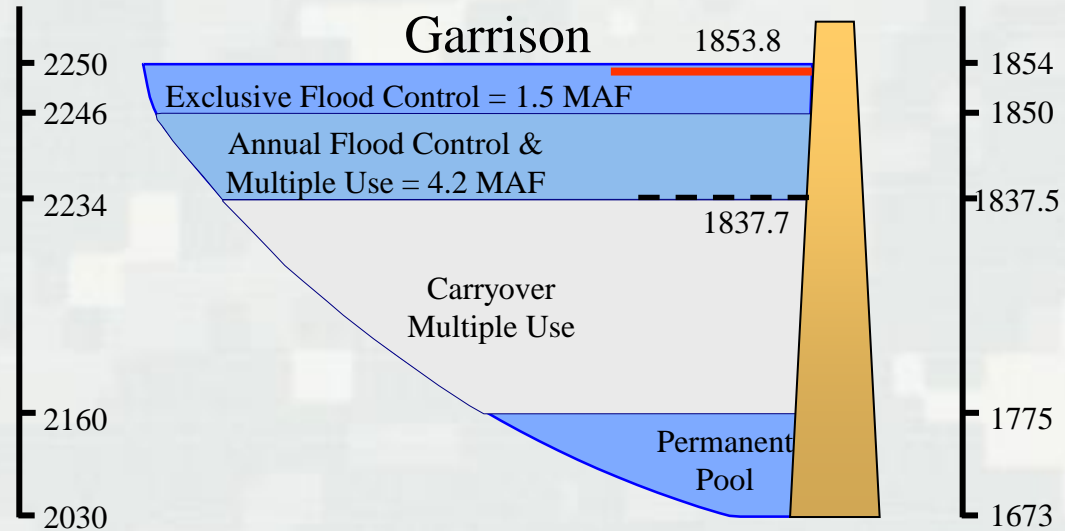 Garrison
1853.8
2250
1854
Exclusive Flood Control = 1.5 MAF
2246
1850
Annual Flood Control &
Multiple Use = 4.2 MAF
2234
1837.5
1837.7
Carryover
Multiple Use
2160
1775
Permanent
Pool
2030
1673